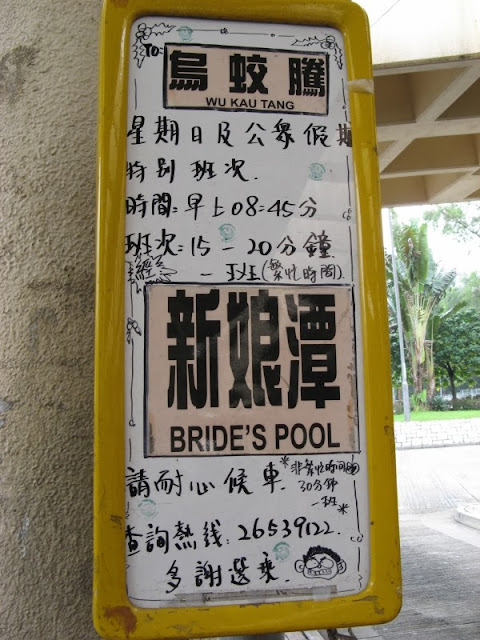 To:
烏蛟騰
WU KAU TANG
星期日及公眾假期
特別班次.
時間:早上08:45分
班次:15-20分鐘
一班(繁忙時間)
經
新娘潭
BRIDE'S POOL
請耐心候車.
*非繁忙時間
30分鐘
一班*
查詢熱線:26539122.
多謝選乘.